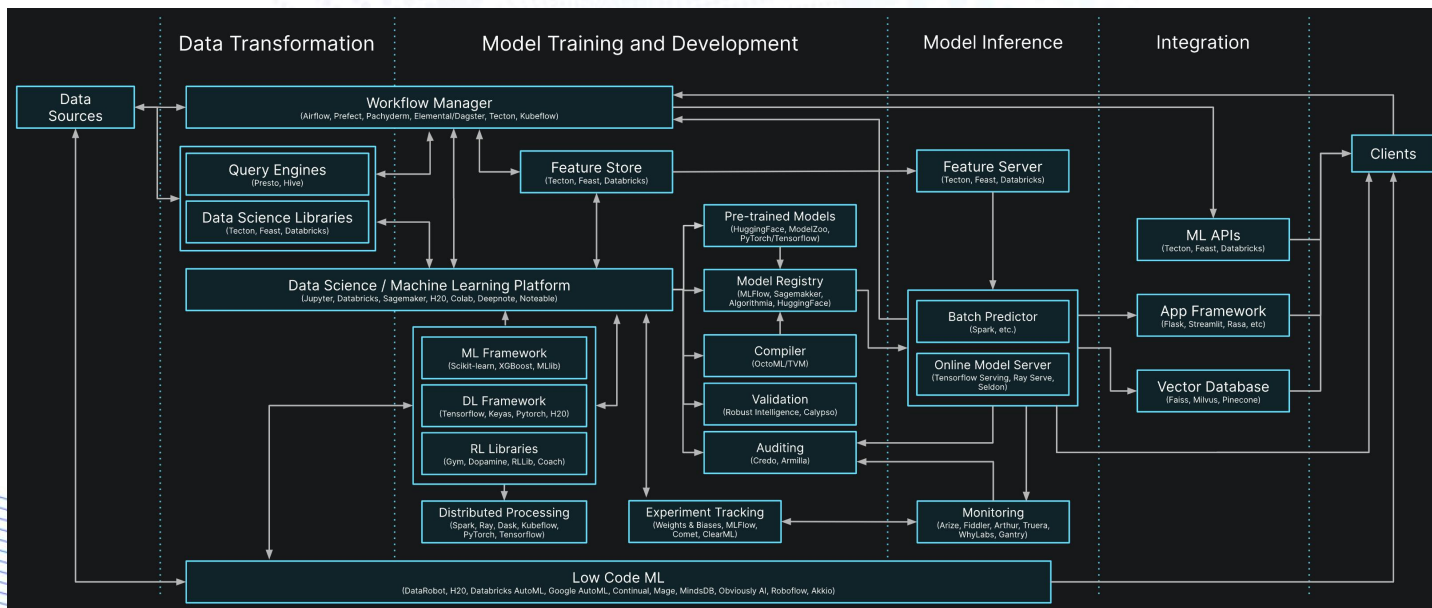 Data Transformation
Model Training and Development
Model Inference
Integration
Data
Sources
Workflow Manager
(Airflow, Prefect, Pachyderm, Elemental/Dagster, Tecton, Kubeflow)
Clients
Query Engines
(Presto, Hive)
Feature Store
(Tecton, Feast, Databricks)
Feature Server
(Tecton, Feast, Databricks)
Data Science Libraries
(Tecton, Feast, Databricks)
Pre-trained Models
(HuggingFace, ModelZoo,
PyTorch/Tensorflow)
ML APIs
(Tecton, Feast, Databricks)
Data Science / Machine Learning Platform
(Jupyter, Databricks, Sagemaker, H20, Colab, Deepnote, Noteable)
Model Registry
(MLFlow, Sagemakker,
Algorithmia, HuggingFace)
Batch Predictor
(Spark, etc.)
App Framework
(Flask, Streamlit, Rasa, etc)
ML Framework
(Scikit-learn, XGBoost, MLlib)
Compiler
(OctoML/TVM)
Online Model Server
(Tensorflow Serving, Ray Serve,
Seldon)
DL Framework
(Tensorflow, Keyas, Pytorch, H20)
Validation
(Robust Intelligence, Calypso)
Vector Database
(Faiss, Milvus, Pinecone)
RL Libraries
(Gym, Dopamine, RLLib, Coach)
Auditing
(Credo, Armilla)
Distributed Processing
(Spark, Ray, Dask, Kubeflow,
PyTorch, Tensorflow)
Experiment Tracking
(Weights & Biases, MLFlow,
Comet, ClearML)
Monitoring
(Arize, Fiddler, Arthur, Truera,
WhyLabs, Gantry)
Low Code ML
(DataRobot, H20, Databricks AutoML, Google AutoML, Continual, Mage, MindsDB, Obviously AI, Roboflow, Akkio)